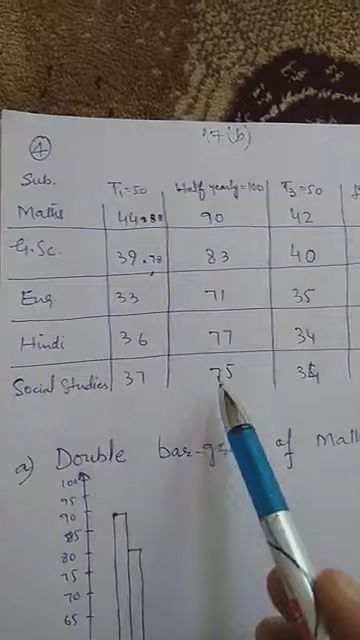 17(b)
4
Sub. T₁=50 Half yearly=100 T₃=50
Maths 44 .88 90 42
G.Sc. 39 .78 83 40
Eng. 33 71 35
Hindi 36 77 34
Social Studies 37 75
a) Double bar-g of Math
100
95
90
85
80
75
70
65